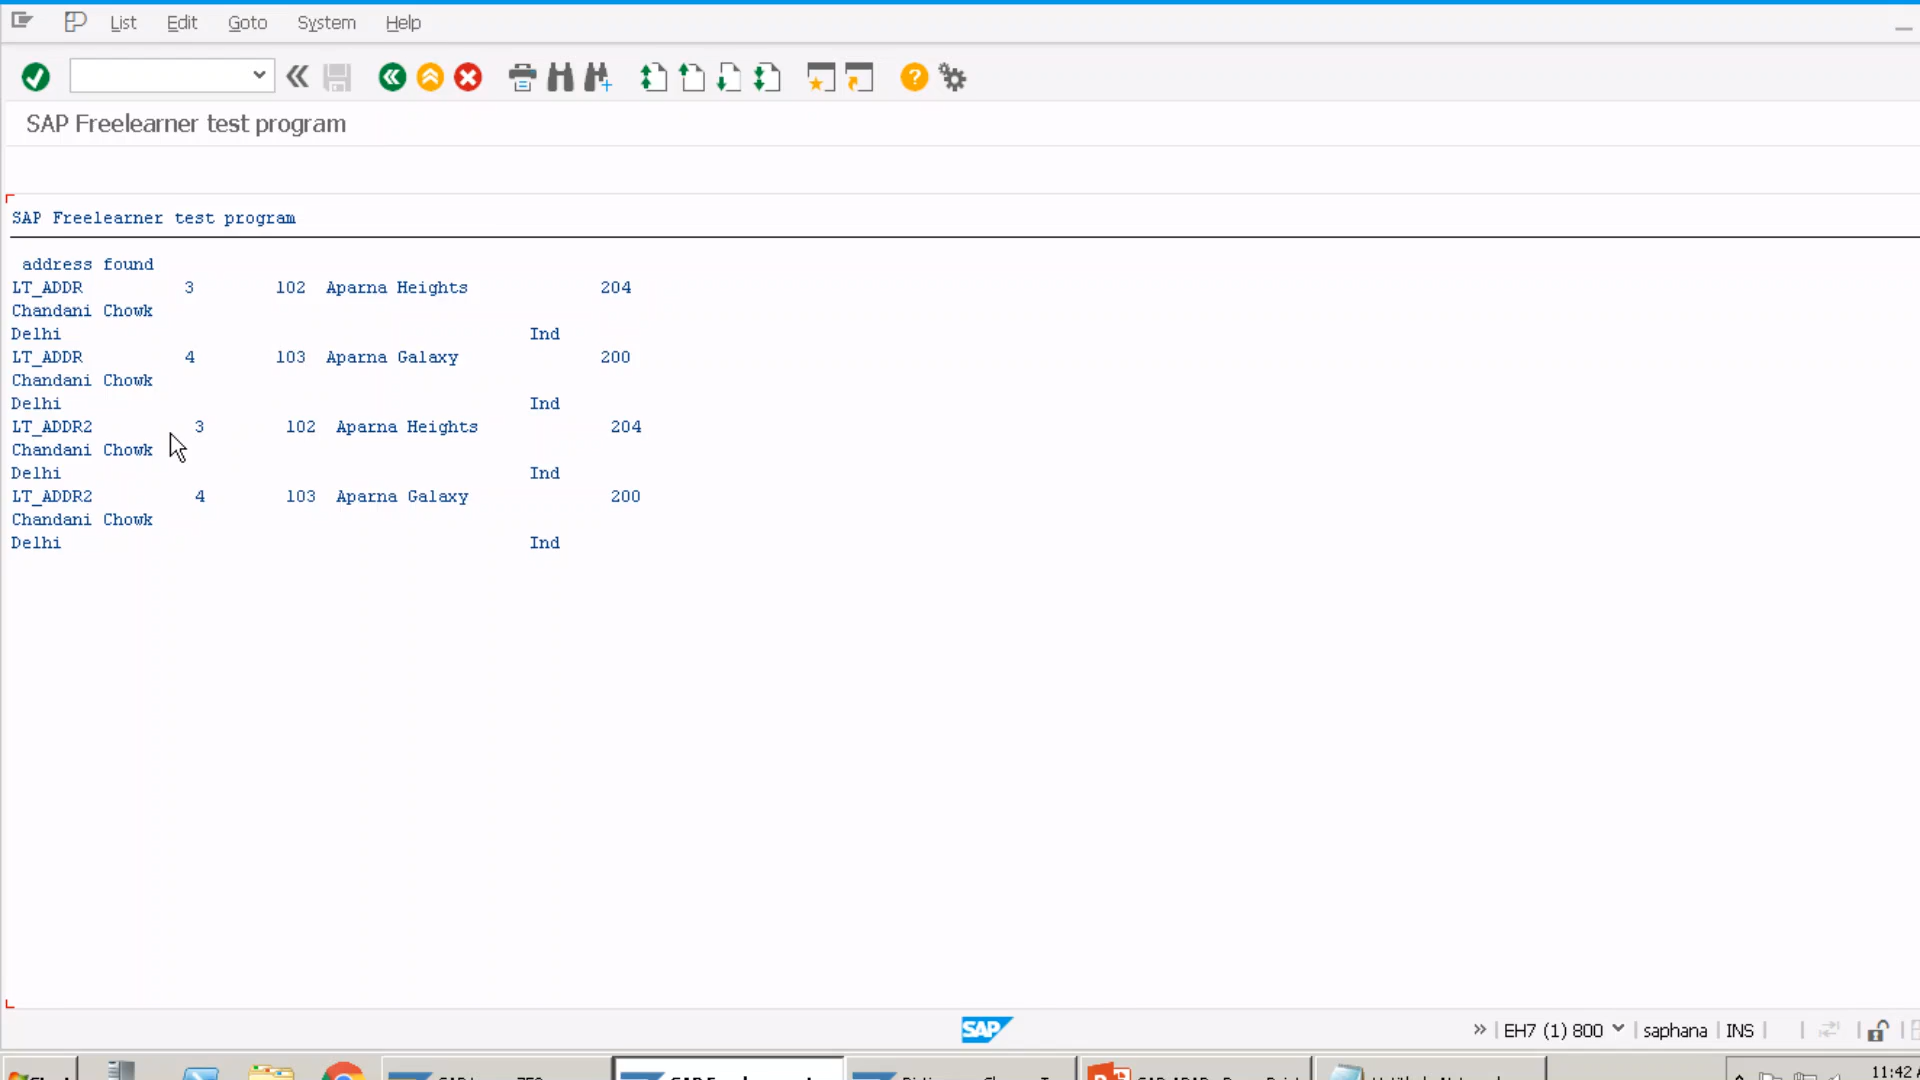 List Edit Goto System Help
SAP Freelearner test program
SAP Freelearner test program
address found
LT_ADDR 3 102 Aparna Heights 204
Chandani Chowk
Delhi Ind
LT_ADDR 4 103 Aparna Galaxy 200
Chandani Chowk
Delhi Ind
LT_ADDR2 3 102 Aparna Heights 204
Chandani Chowk
Delhi Ind
LT_ADDR2 4 103 Aparna Galaxy 200
Chandani Chowk
Delhi Ind
SAP EH7 (1) 800 saphana INS
11:42